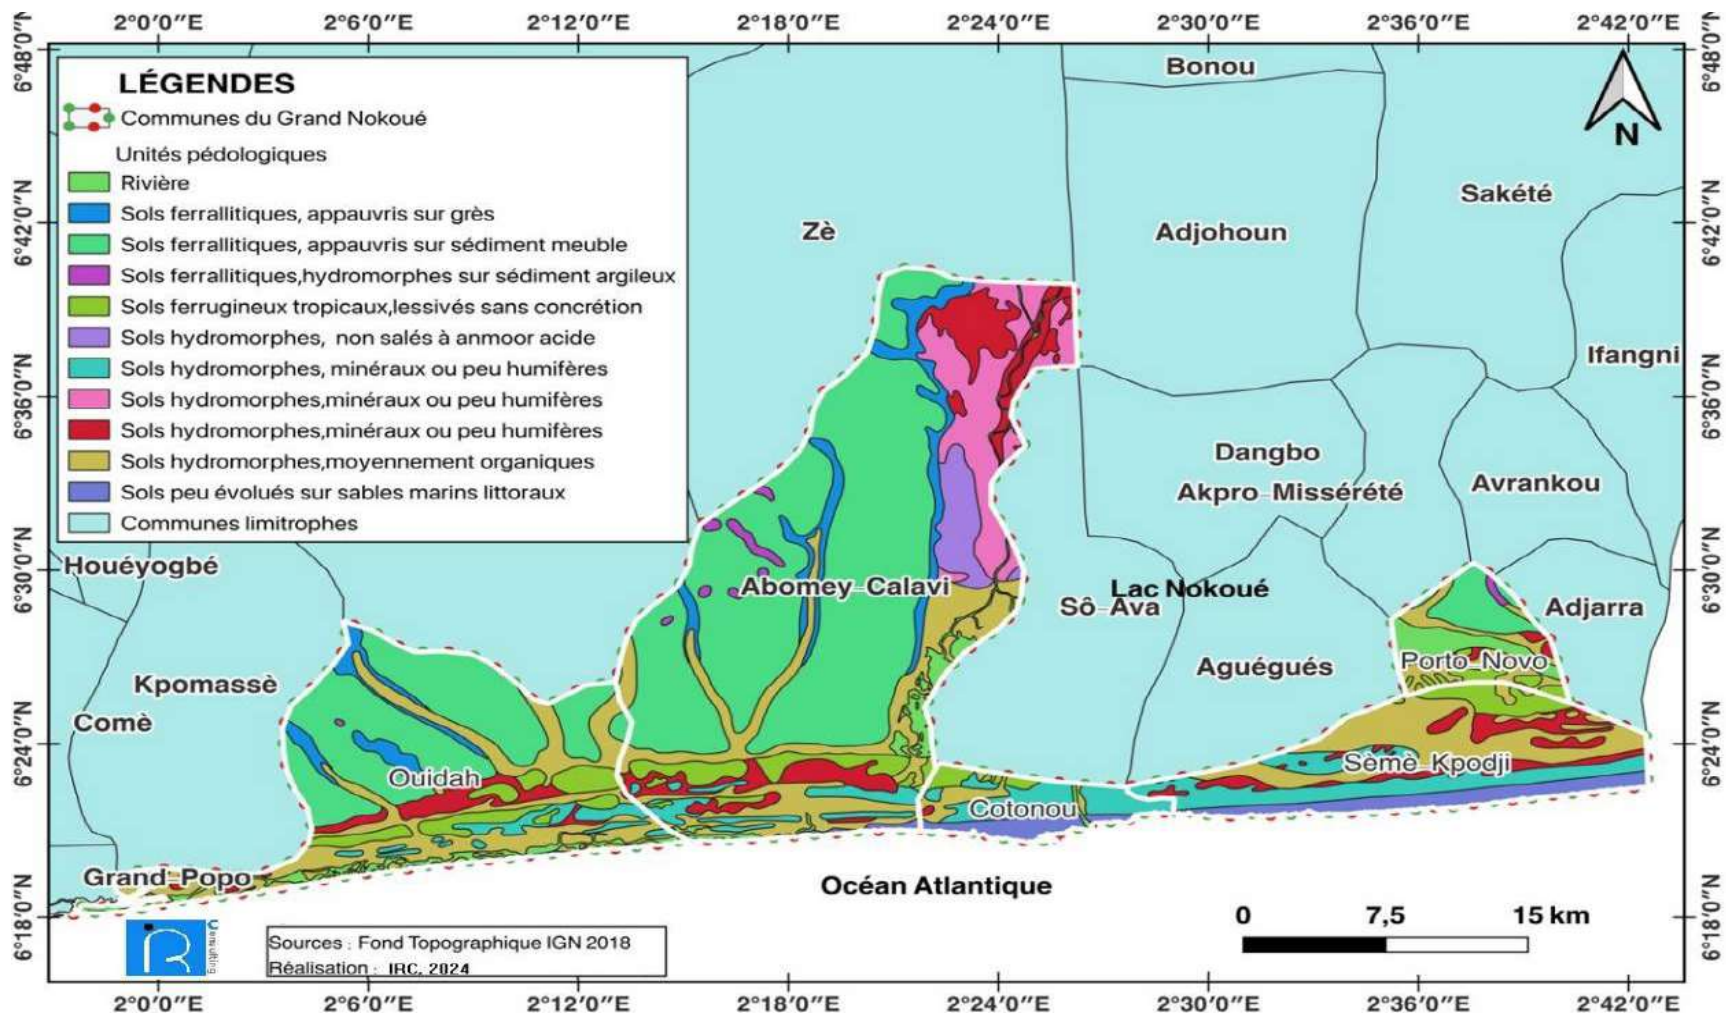 2°0′0″E 2°6′0″E 2°12′0″E 2°18′0″E 2°24′0″E 2°30′0″E 2°36′0″E 2°42′0″E
6°48′0″N
6°42′0″N
6°36′0″N
6°30′0″N
6°24′0″N
6°18′0″N
LÉGENDES
Communes du Grand Nokoué
Unités pédologiques
Rivière
Sols ferrallitiques, appauvris sur grès
Sols ferrallitiques, appauvris sur sédiment meuble
Sols ferrallitiques,hydromorphes sur sédiment argileux
Sols ferrugineux tropicaux,lessivés sans concrétion
Sols hydromorphes, non salés à anmoor acide
Sols hydromorphes, minéraux ou peu humifères
Sols hydromorphes,minéraux ou peu humifères
Sols hydromorphes,minéraux ou peu humifères
Sols hydromorphes,moyennement organiques
Sols peu évolués sur sables marins littoraux
Communes limitrophes
Bonou
N
Sakété
Zè
Adjohoun
Ifangni
Dangbo
Akpro-Missérété
Avrankou
Houéyogbé
Abomey-Calavi
Lac Nokoué
Sô-Ava
Adjarra
Aguégués
Porto-Novo
Kpomassè
Comè
Ouidah
Sèmè-Kpodji
Cotonou
Grand-Popo
Océan Atlantique
0 7,5 15 km
Consulting
Sources : Fond Topographique IGN 2018
Réalisation : IRC, 2024
6°48′0″N
6°42′0″N
6°36′0″N
6°30′0″N
6°24′0″N
6°18′0″N
2°0′0″E 2°6′0″E 2°12′0″E 2°18′0″E 2°24′0″E 2°30′0″E 2°36′0″E 2°42′0″E